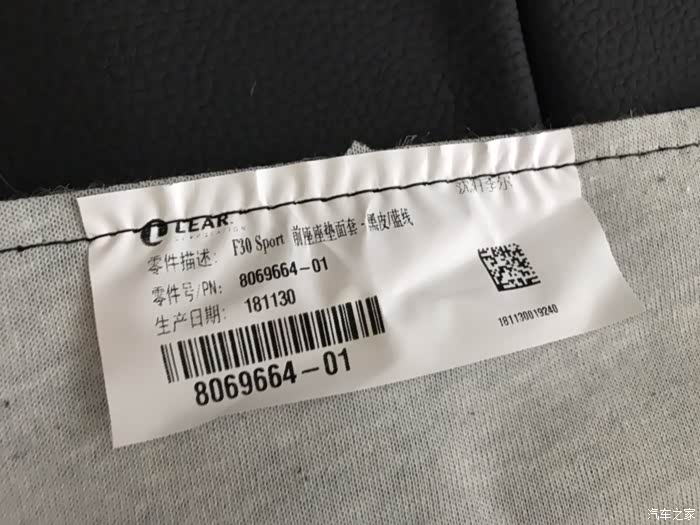 LEAR
CORPORATION
零件描述: F30 Sport 前座座垫面套-黑皮/蓝线
零件号/PN: 8069664-01
生产日期: 181130
8069664-01
181130019240
汽车之家